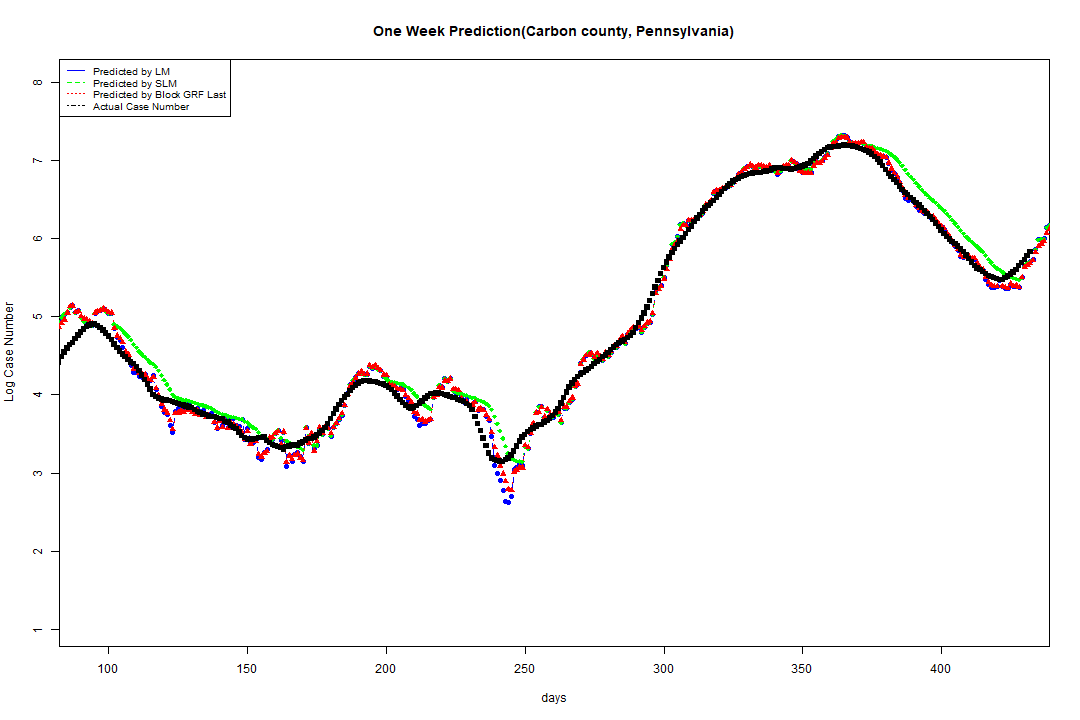 One Week Prediction(Carbon county, Pennsylvania)
Predicted by LM
Predicted by SLM
Predicted by Block GRF Last
Actual Case Number
8
7
6
5
4
3
2
1
Log Case Number
100 150 200 250 300 350 400
days